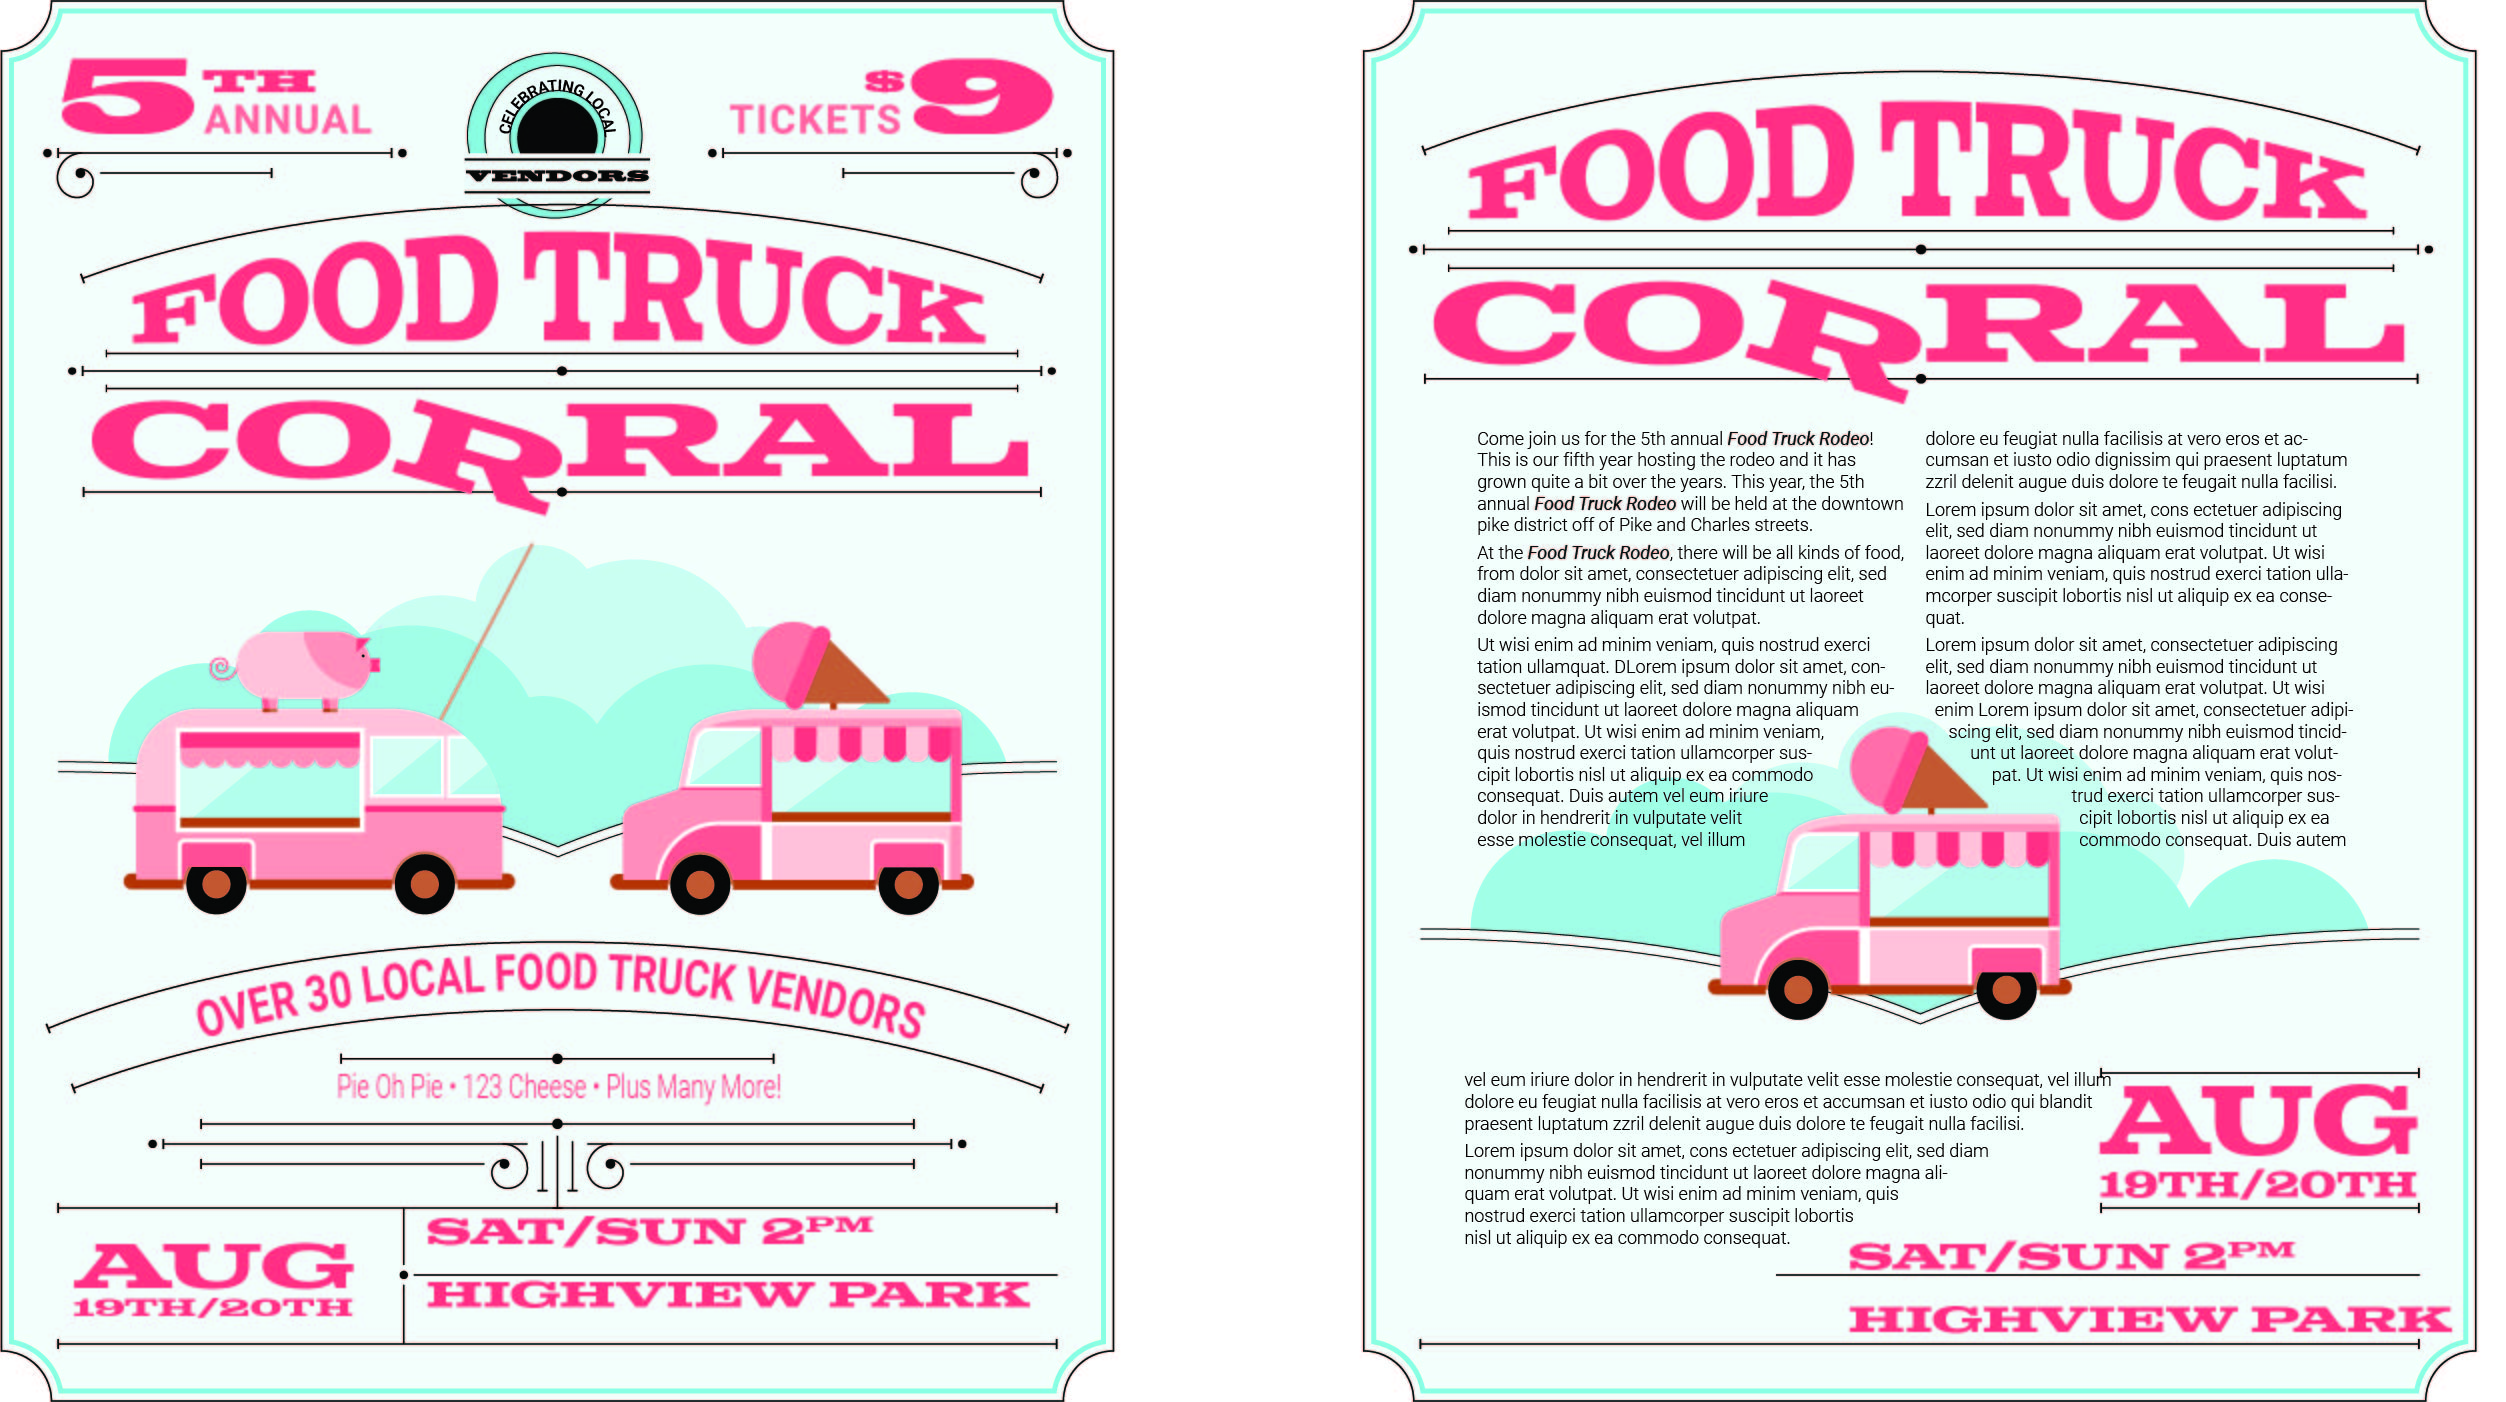 5TH
ANNUAL
CELEBRATING LOCAL
VENDORS
$9
TICKETS
FOOD TRUCK
CORRAL
OVER 30 LOCAL FOOD TRUCK VENDORS
Pie Oh Pie • 123 Cheese • Plus Many More!
AUG
19TH/20TH
SAT/SUN 2PM
HIGHVIEW PARK
FOOD TRUCK
CORRAL
Come join us for the 5th annual Food Truck Rodeo!
This is our fifth year hosting the rodeo and it has
grown quite a bit over the years. This year, the 5th
annual Food Truck Rodeo will be held at the downtown
pike district off of Pike and Charles streets.
At the Food Truck Rodeo, there will be all kinds of food,
from dolor sit amet, consectetuer adipiscing elit, sed
diam nonummy nibh euismod tincidunt ut laoreet
dolore magna aliquam erat volutpat.
Ut wisi enim ad minim veniam, quis nostrud exerci
tation ullamquat. DLorem ipsum dolor sit amet, con-
sectetuer adipiscing elit, sed diam nonummy nibh eu-
ismod tincidunt ut laoreet dolore magna aliquam
erat volutpat. Ut wisi enim ad minim veniam,
quis nostrud exerci tation ullamcorper sus-
cipit lobortis nisl ut aliquip ex ea commodo
consequat. Duis autem vel eum iriure
dolor in hendrerit in vulputate velit
esse molestie consequat, vel illum
dolore eu feugiat nulla facilisis at vero eros et ac-
cumsan et iusto odio dignissim qui praesent luptatum
zzril delenit augue duis dolore te feugait nulla facilisi.
Lorem ipsum dolor sit amet, cons ectetuer adipiscing
elit, sed diam nonummy nibh euismod tincidunt ut
laoreet dolore magna aliquam erat volutpat. Ut wisi
enim ad minim veniam, quis nostrud exerci tation ulla-
mcorper suscipit lobortis nisl ut aliquip ex ea conse-
quat.
Lorem ipsum dolor sit amet, consectetuer adipiscing
elit, sed diam nonummy nibh euismod tincidunt ut
laoreet dolore magna aliquam erat volutpat. Ut wisi
enim Lorem ipsum dolor sit amet, consectetuer adipi-
scing elit, sed diam nonummy nibh euismod tincid-
unt ut laoreet dolore magna aliquam erat volut-
pat. Ut wisi enim ad minim veniam, quis nos-
trud exerci tation ullamcorper sus-
cipit lobortis nisl ut aliquip ex ea
commodo consequat. Duis autem
vel eum iriure dolor in hendrerit in vulputate velit esse molestie consequat, vel illum
dolore eu feugiat nulla facilisis at vero eros et accumsan et iusto odio qui blandit
praesent luptatum zzril delenit augue duis dolore te feugait nulla facilisi.
Lorem ipsum dolor sit amet, cons ectetuer adipiscing elit, sed diam
nonummy nibh euismod tincidunt ut laoreet dolore magna ali-
quam erat volutpat. Ut wisi enim ad minim veniam, quis
nostrud exerci tation ullamcorper suscipit lobortis
nisl ut aliquip ex ea commodo consequat.
AUG
19TH/20TH
SAT/SUN 2PM
HIGHVIEW PARK